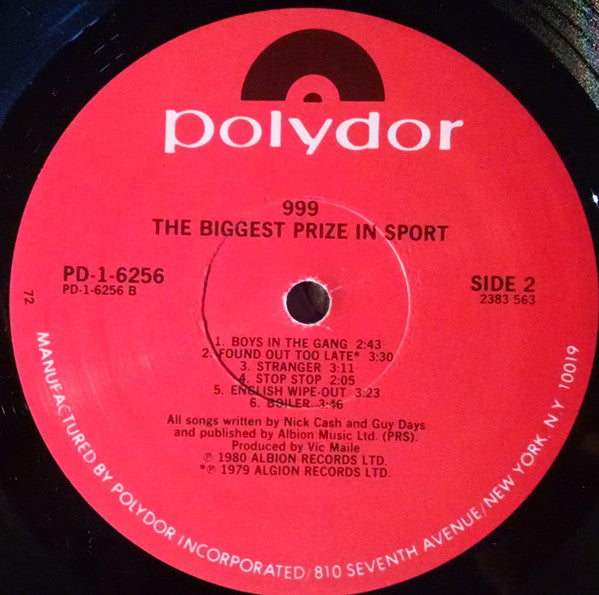 polydor
999
THE BIGGEST PRIZE IN SPORT
PD-1-6256
PD-1-6256 B
SIDE 2
2383 563
72
1. BOYS IN THE GANG 2:43
2. FOUND OUT TOO LATE* 3:30
3. STRANGER 3:11
4. STOP STOP 2:05
5. ENGLISH WIPE-OUT 3:23
6. BOILER 3:46
All songs written by Nick Cash and Guy Days
and published by Albion Music Ltd. (PRS).
Produced by Vic Maile
℗ 1980 ALBION RECORDS LTD.
*℗ 1979 ALGION RECORDS LTD.
MANUFACTURED BY POLYDOR INCORPORATED/810 SEVENTH AVENUE/NEW YORK. N.Y 10019